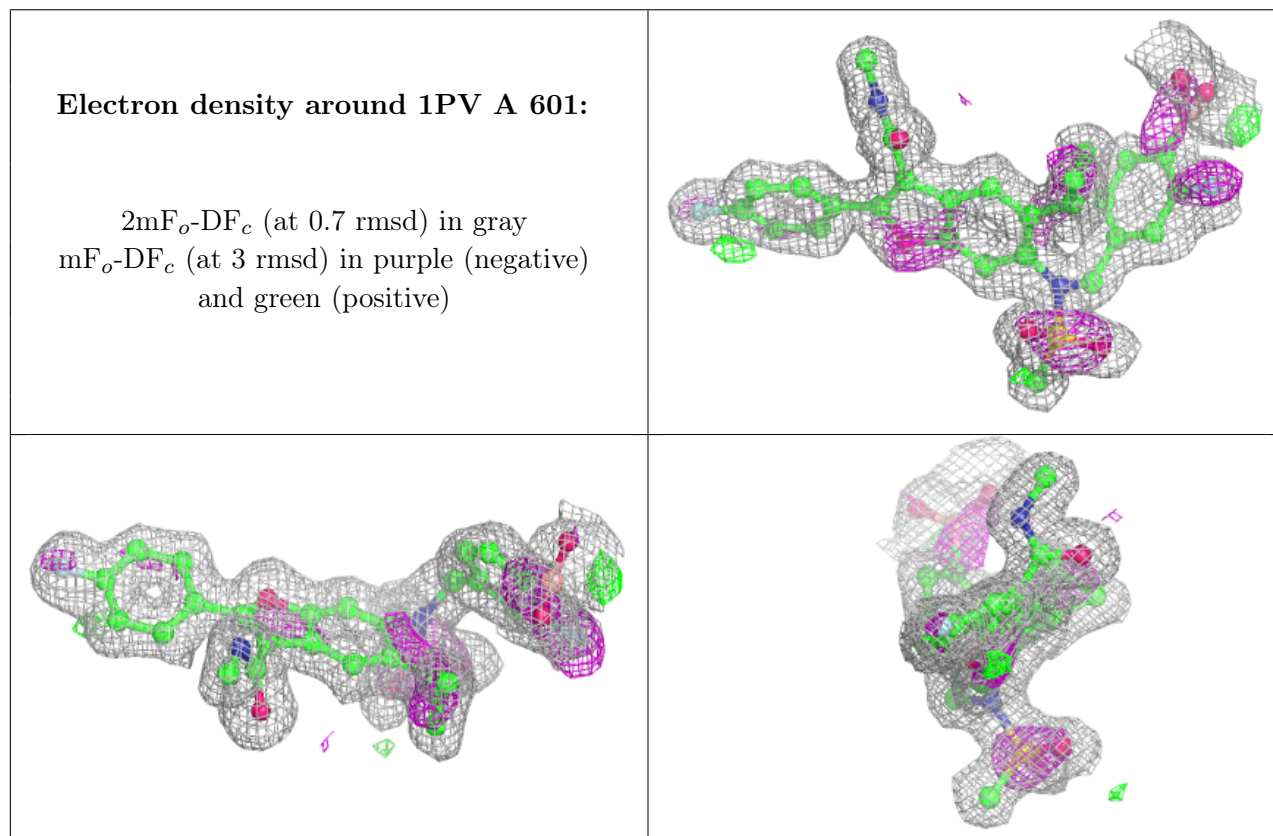 Electron density around 1PV A 601:
2mFo-DFc (at 0.7 rmsd) in gray
mFo-DFc (at 3 rmsd) in purple (negative)
and green (positive)